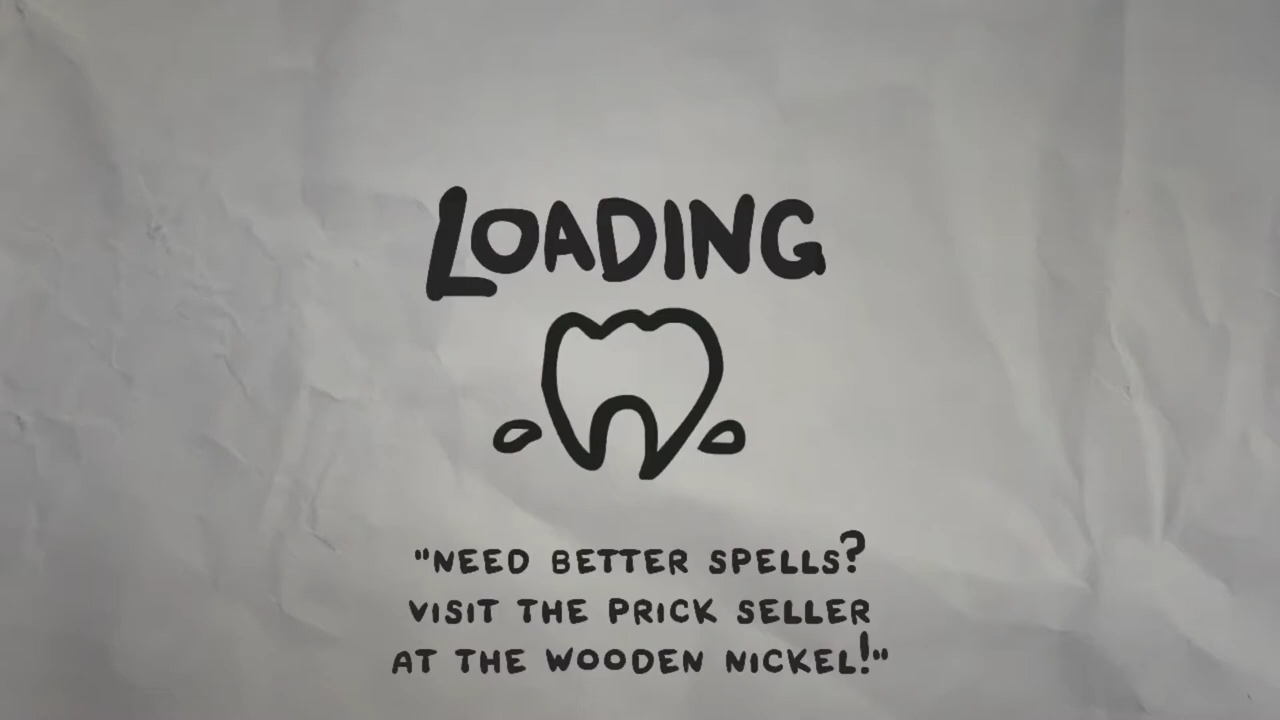 LOADING
"NEED BETTER SPELLS?
VISIT THE PRICK SELLER
AT THE WOODEN NICKEL!"